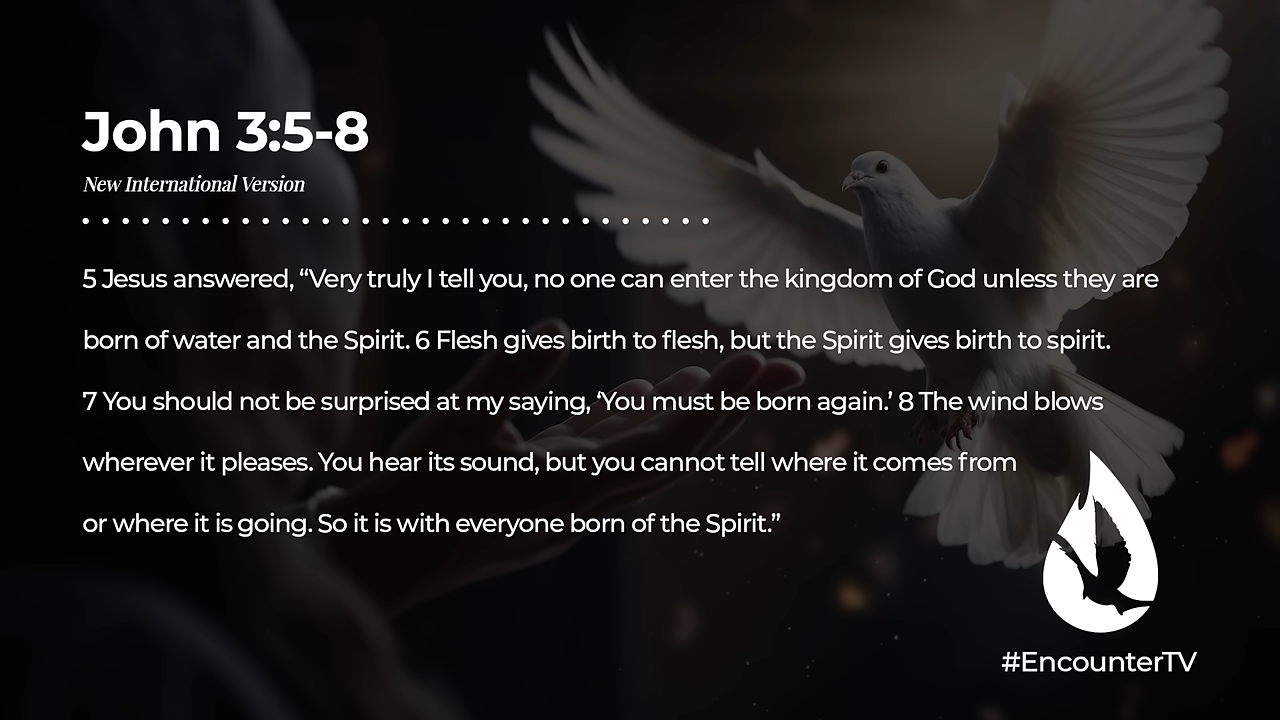 John 3:5-8
New International Version
5 Jesus answered, “Very truly I tell you, no one can enter the kingdom of God unless they are
born of water and the Spirit. 6 Flesh gives birth to flesh, but the Spirit gives birth to spirit.
7 You should not be surprised at my saying, ‘You must be born again.’ 8 The wind blows
wherever it pleases. You hear its sound, but you cannot tell where it comes from
or where it is going. So it is with everyone born of the Spirit.”
#EncounterTV